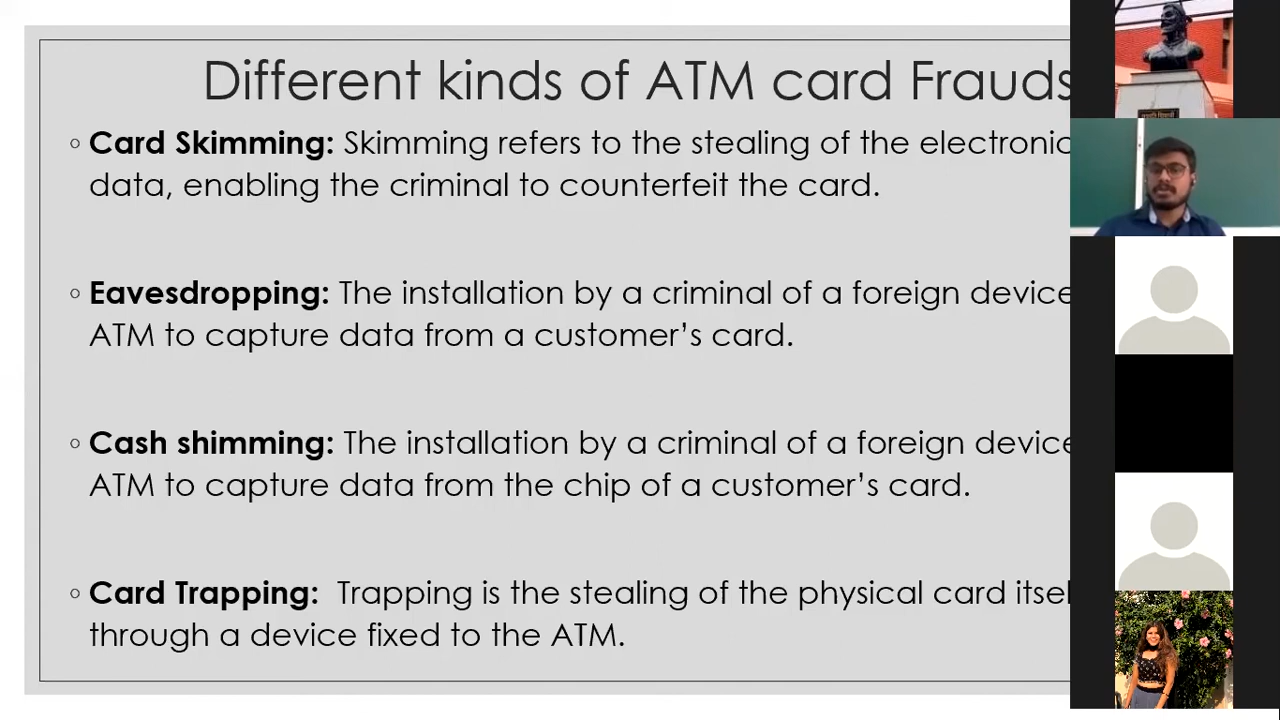 Different kinds of ATM card Frauds
◦ Card Skimming: Skimming refers to the stealing of the electronic
data, enabling the criminal to counterfeit the card.
◦ Eavesdropping: The installation by a criminal of a foreign device
ATM to capture data from a customer’s card.
◦ Cash shimming: The installation by a criminal of a foreign device
ATM to capture data from the chip of a customer’s card.
◦ Card Trapping: Trapping is the stealing of the physical card
through a device fixed to the ATM.